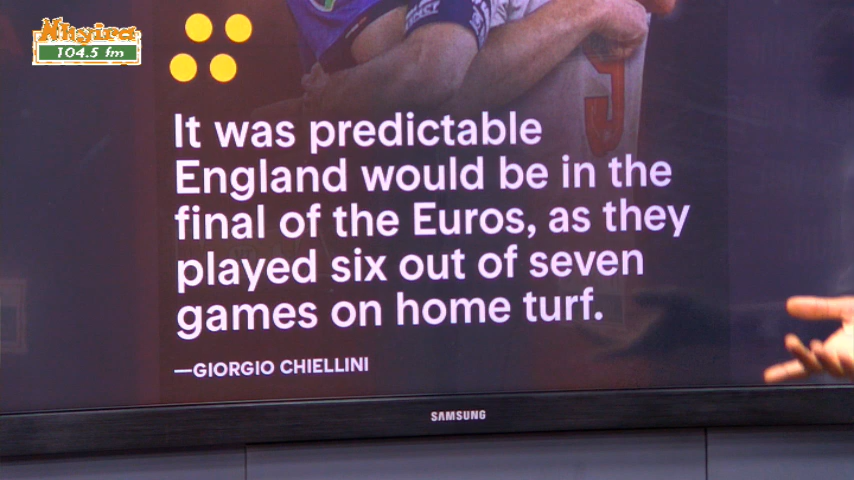 Nhyira
104.5 fm
It was predictable
England would be in the
final of the Euros, as they
played six out of seven
games on home turf.
—GIORGIO CHIELLINI
SAMSUNG